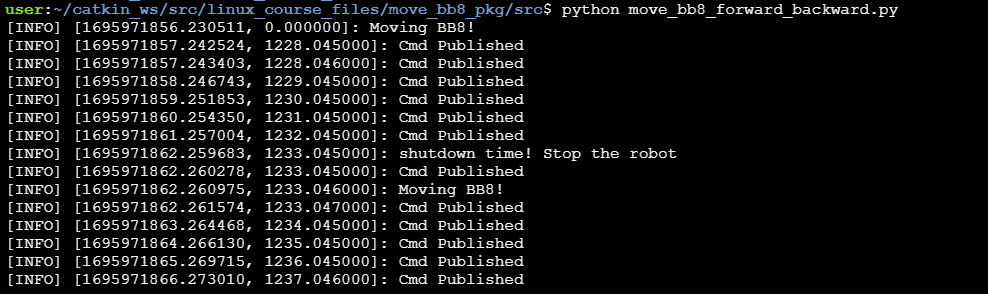 user:~/catkin_ws/src/linux_course_files/move_bb8_pkg/src$ python move_bb8_forward_backward.py
[INFO] [1695971856.230511, 0.000000]: Moving BB8!
[INFO] [1695971857.242524, 1228.045000]: Cmd Published
[INFO] [1695971857.243403, 1228.046000]: Cmd Published
[INFO] [1695971858.246743, 1229.045000]: Cmd Published
[INFO] [1695971859.251853, 1230.045000]: Cmd Published
[INFO] [1695971860.254350, 1231.045000]: Cmd Published
[INFO] [1695971861.257004, 1232.045000]: Cmd Published
[INFO] [1695971862.259683, 1233.045000]: shutdown time! Stop the robot
[INFO] [1695971862.260278, 1233.045000]: Cmd Published
[INFO] [1695971862.260975, 1233.046000]: Moving BB8!
[INFO] [1695971862.261574, 1233.047000]: Cmd Published
[INFO] [1695971863.264468, 1234.045000]: Cmd Published
[INFO] [1695971864.266130, 1235.045000]: Cmd Published
[INFO] [1695971865.269715, 1236.045000]: Cmd Published
[INFO] [1695971866.273010, 1237.046000]: Cmd Published